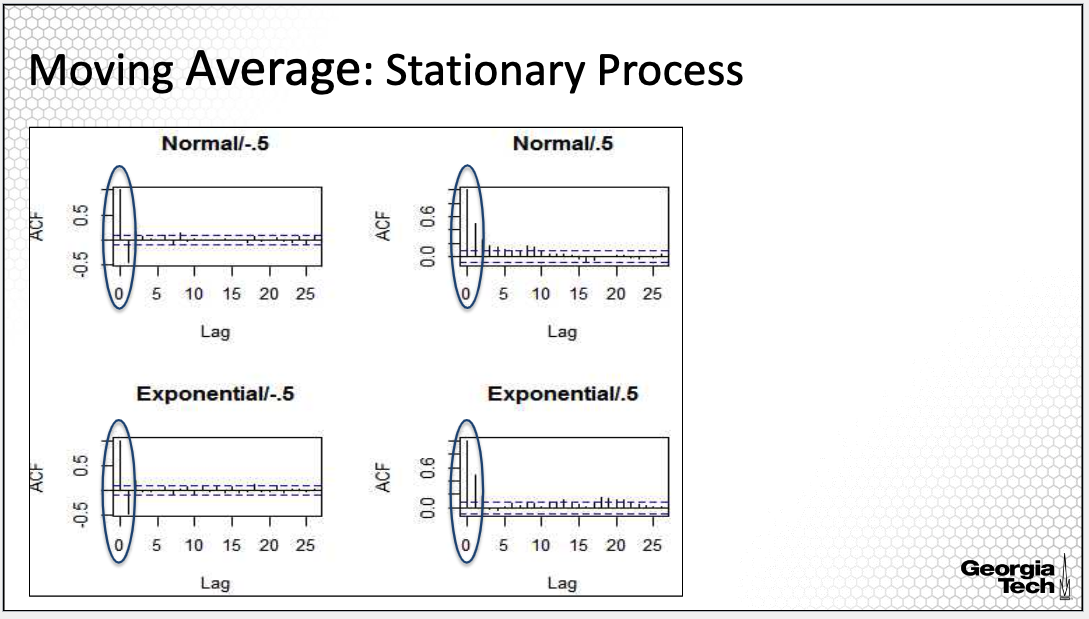 Moving Average: Stationary Process
Normal/-.5
ACF
-0.5 0.5
0 5 10 15 20 25
Lag
Normal/.5
ACF
0.0 0.6
0 5 10 15 20 25
Lag
Exponential/-.5
ACF
-0.5 0.5
0 5 10 15 20 25
Lag
Exponential/.5
ACF
0.0 0.6
0 5 10 15 20 25
Lag
Georgia
Tech